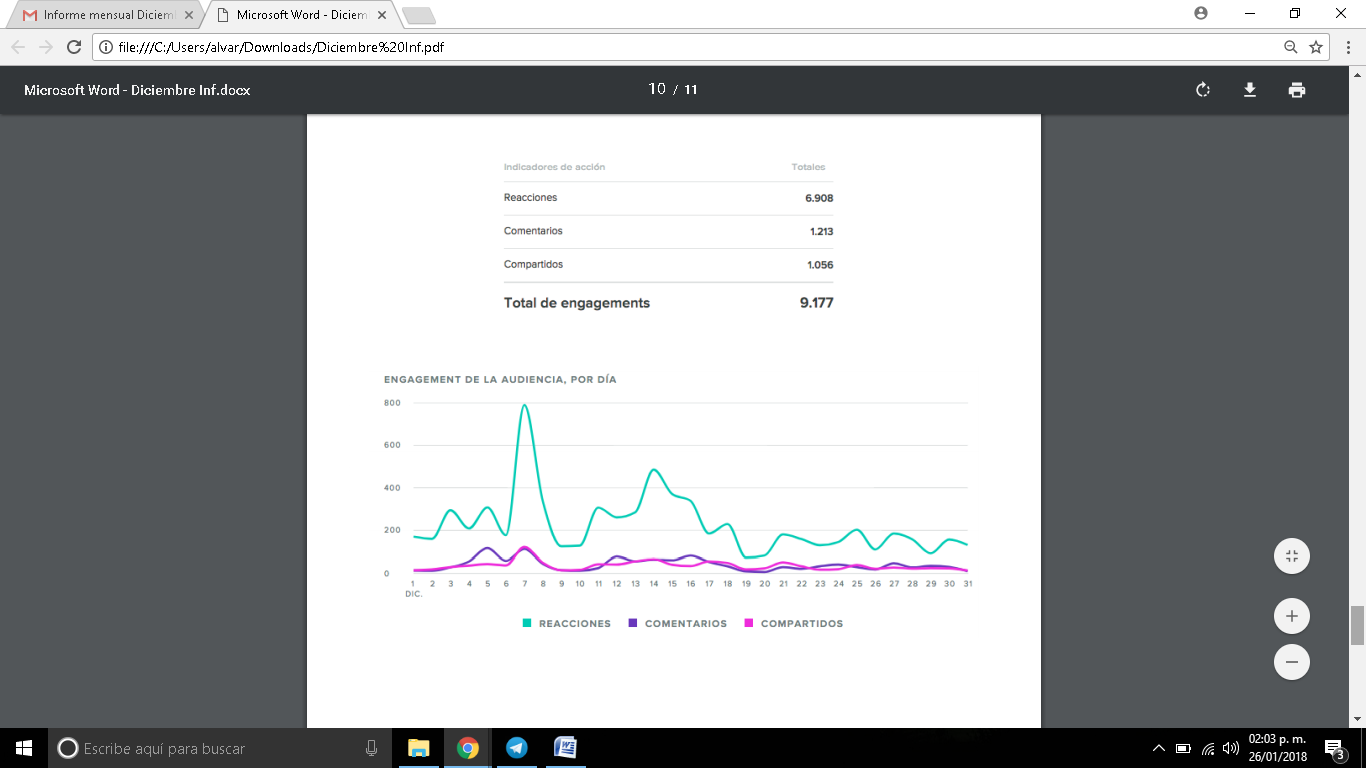 Informe mensual Diciem
Microsoft Word - Diciem
file:///C:/Users/alvar/Downloads/Diciembre%20Inf.pdf
Microsoft Word - Diciembre Inf.docx
10 / 11
Indicadores de acción Totales
Reacciones 6.908
Comentarios 1.213
Compartidos 1.056
Total de engagements 9.177
ENGAGEMENT DE LA AUDIENCIA, POR DÍA
800
600
400
200
0
1 2 3 4 5 6 7 8 9 10 11 12 13 14 15 16 17 18 19 20 21 22 23 24 25 26 27 28 29 30 31
DIC.
REACCIONES COMENTARIOS COMPARTIDOS
Escribe aquí para buscar
02:03 p. m.
26/01/2018
3